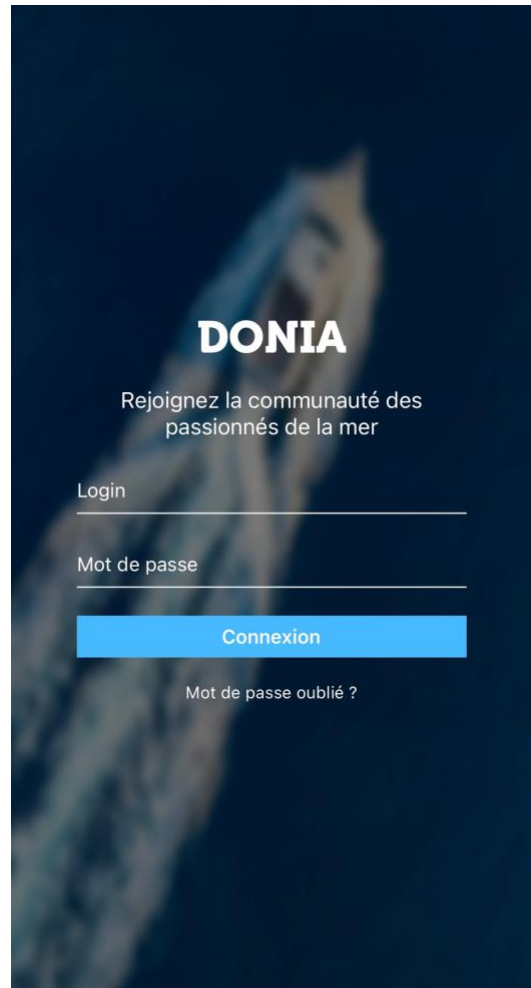 DONIA
Rejoignez la communauté des
passionnés de la mer
Login
Mot de passe
Connexion
Mot de passe oublié ?